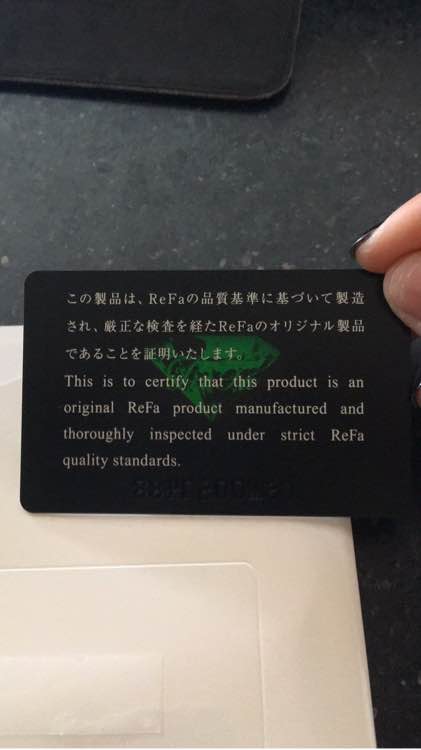 この製品は、ReFaの品質基準に基づいて製造
され、厳正な検査を経たReFaのオリジナル製品
であることを証明いたします。
This is to certify that this product is an
original ReFa product manufactured and
thoroughly inspected under strict ReFa
quality standards.